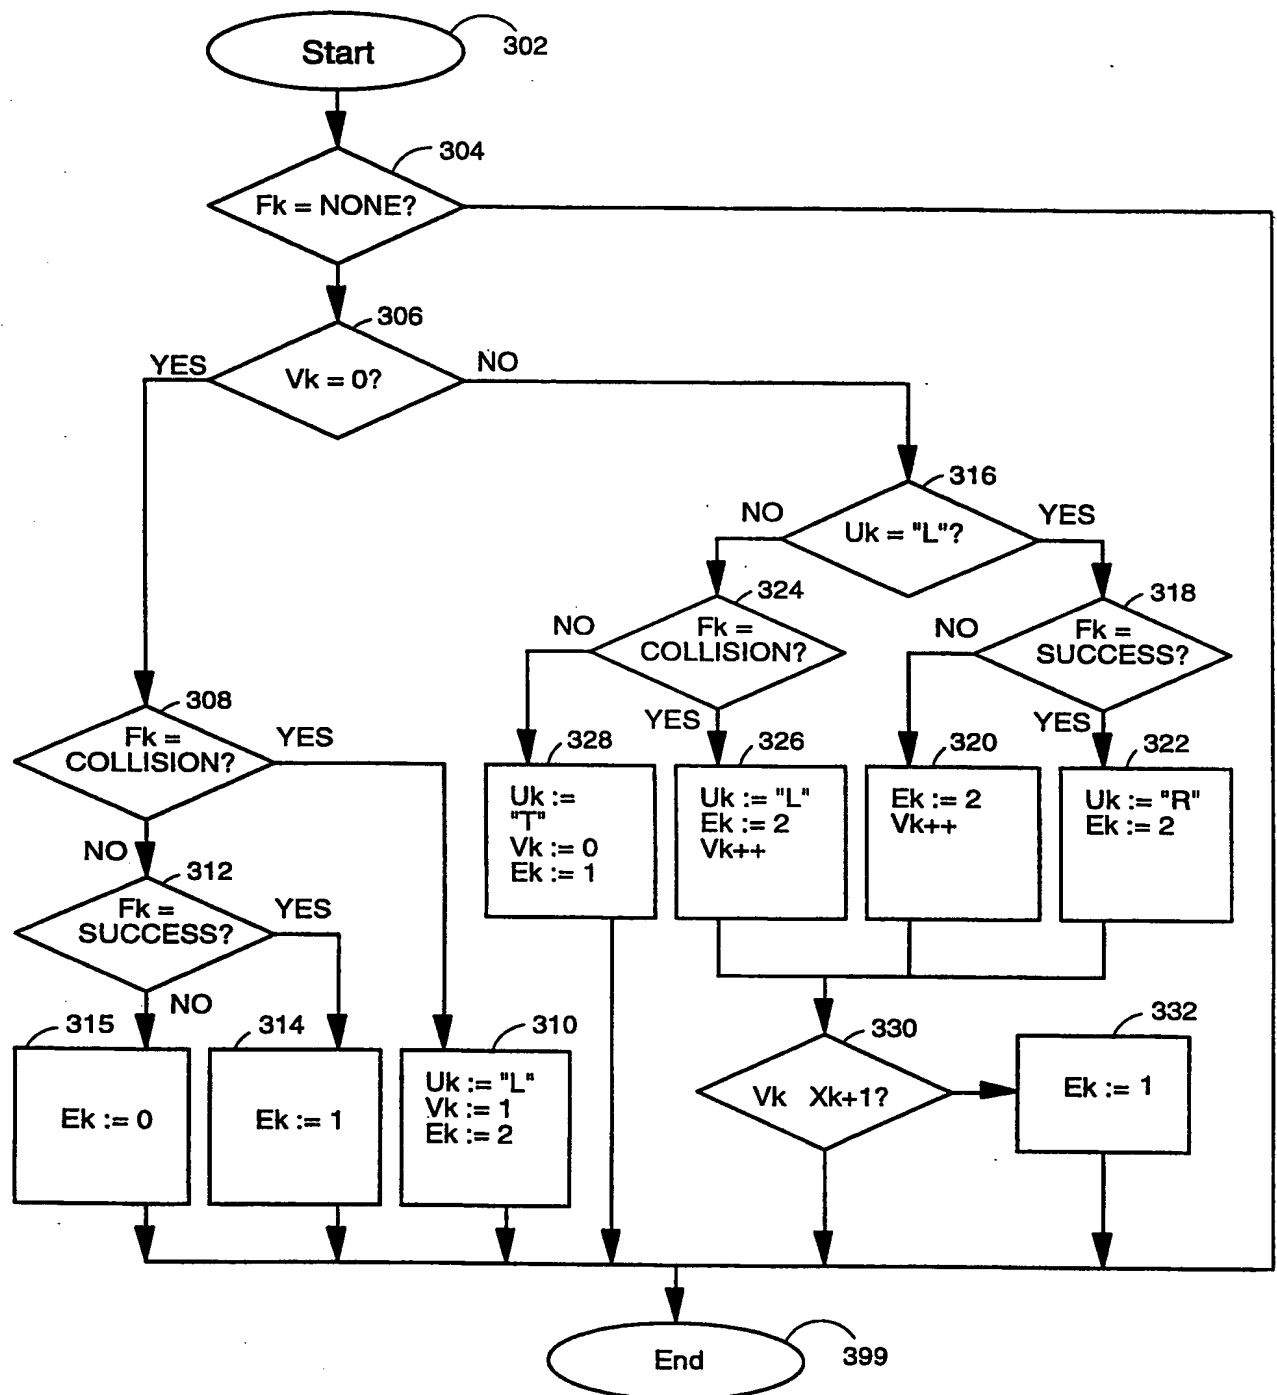 Start
302
304
Fk = NONE?
306
YES
Vk = 0?
NO
316
NO
Uk = "L"?
YES
324
318
NO
Fk =
COLLISION?
NO
Fk =
SUCCESS?
308
Fk =
COLLISION?
YES
YES
YES
328
326
320
322
Uk :=
"T"
Vk := 0
Ek := 1
Uk := "L"
Ek := 2
Vk++
Ek := 2
Vk++
Uk := "R"
Ek := 2
NO
312
Fk =
SUCCESS?
YES
NO
315
314
310
330
332
Ek := 0
Ek := 1
Uk := "L"
Vk := 1
Ek := 2
Vk Xk+1?
Ek := 1
End
399